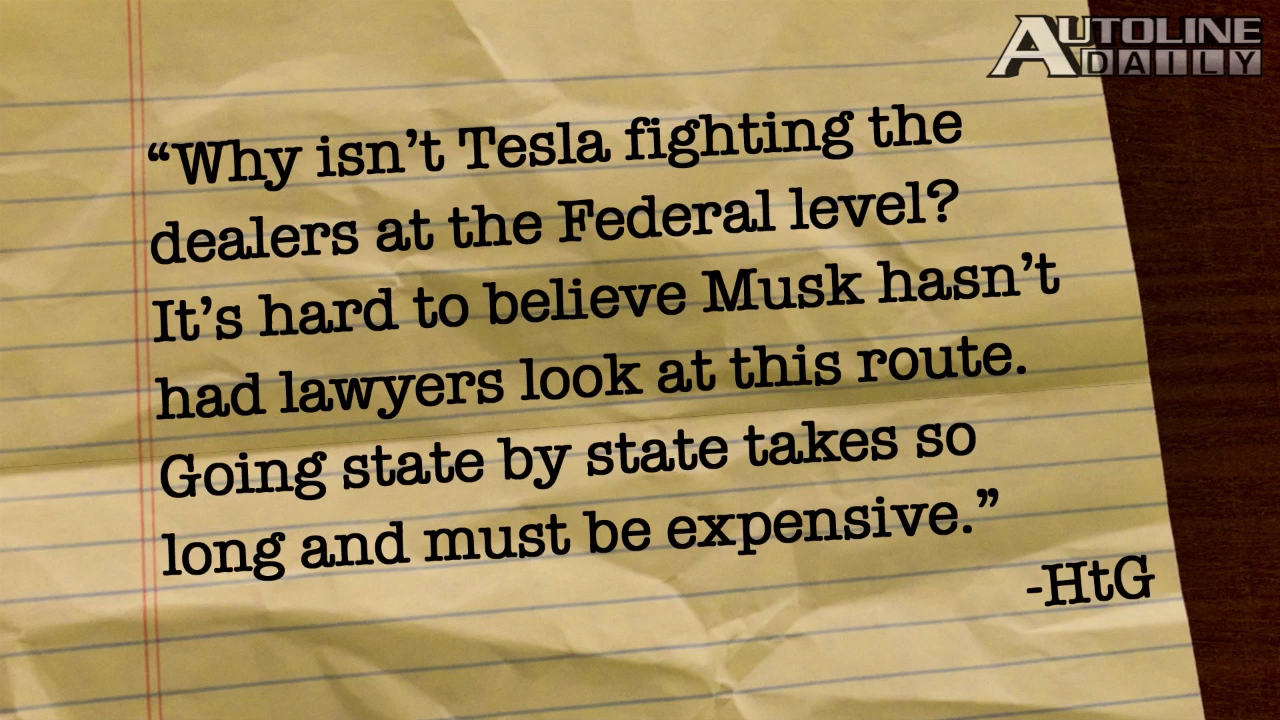 AUTOLINE
DAILY
“Why isn’t Tesla fighting the
dealers at the Federal level?
It’s hard to believe Musk hasn’t
had lawyers look at this route.
Going state by state takes so
long and must be expensive.”
-HtG